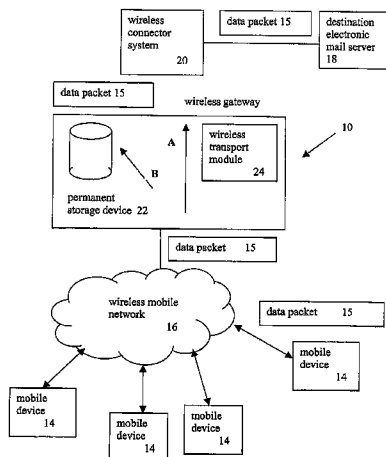 data packet 15
wireless
connector
system
20
destination
electronic
mail server
18
data packet 15
wireless gateway
10
A
B
wireless
transport
module
24
permanent
storage device 22
data packet 15
wireless mobile
network
16
data packet 15
mobile
device
14
mobile
device
14
mobile
device
14
mobile
device
14